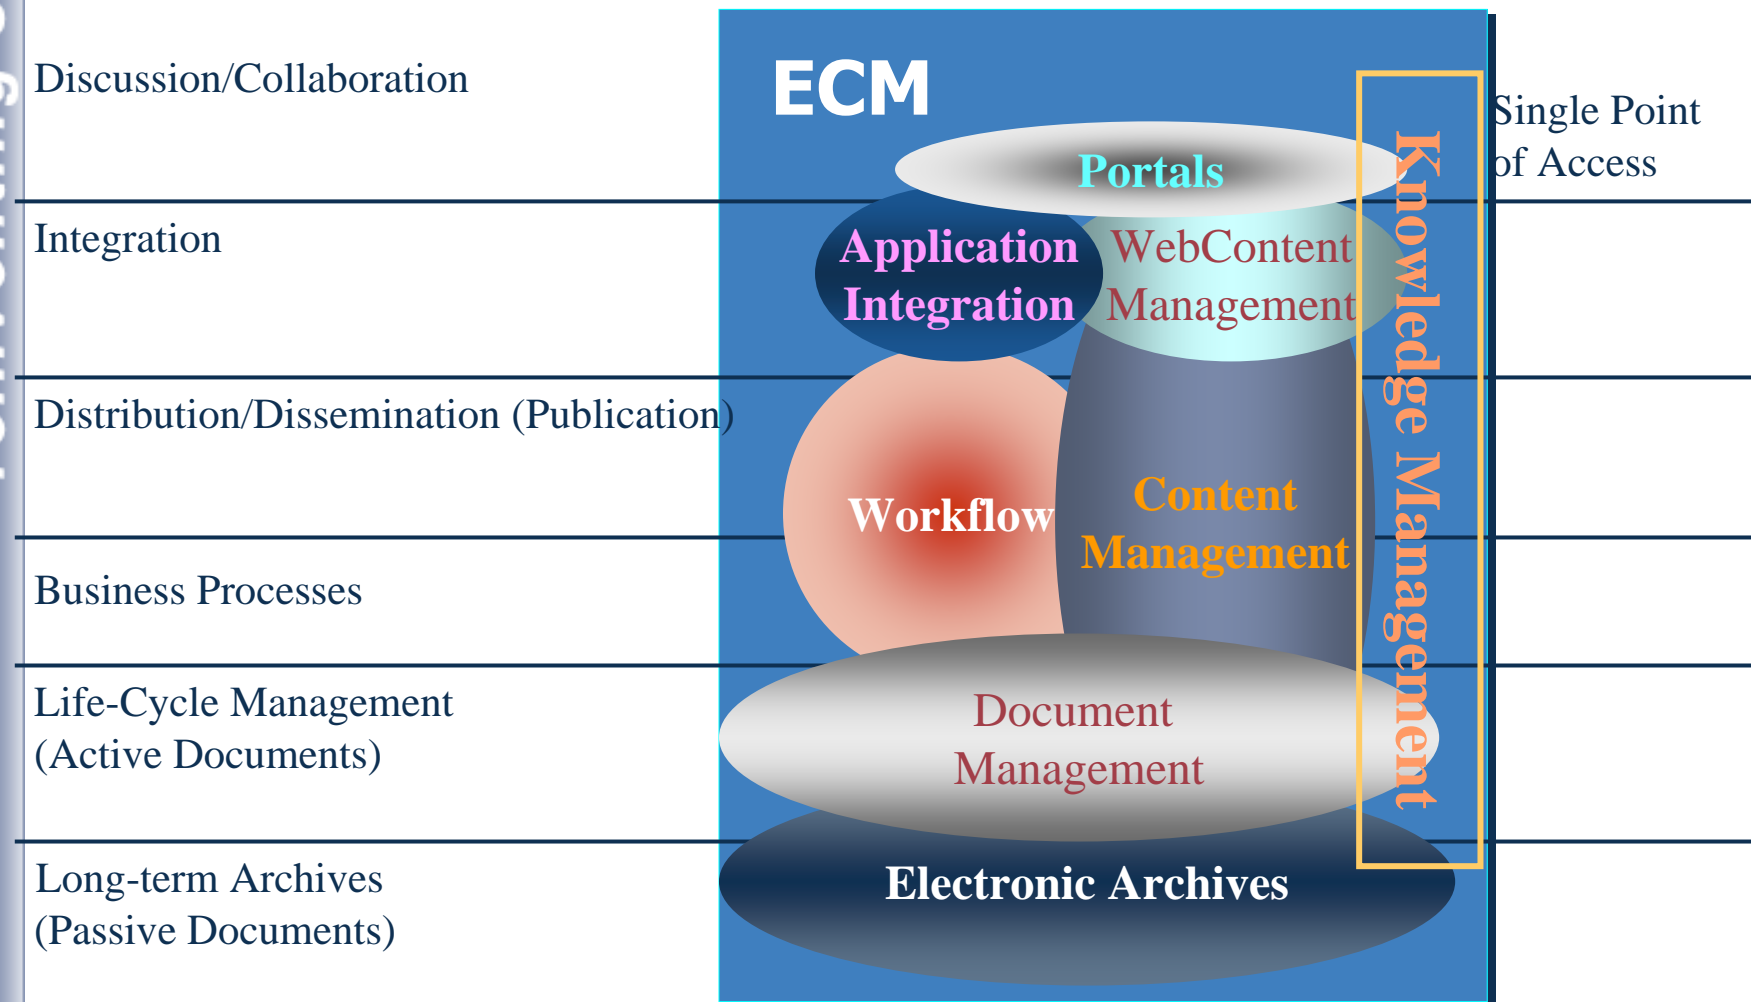 Discussion/Collaboration
ECM
Single Point
of Access
Portals
Integration
Application
Integration
WebContent
Management
Knowledge Management
Distribution/Dissemination (Publication)
Workflow
Content
Management
Business Processes
Life-Cycle Management
(Active Documents)
Document
Management
Long-term Archives
(Passive Documents)
Electronic Archives